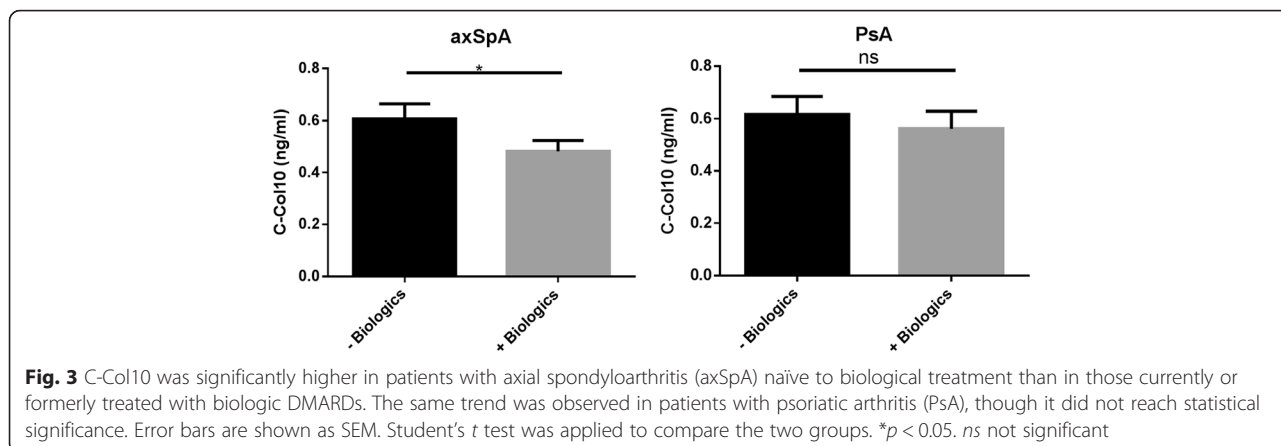 axSpA
*
C-Col10 (ng/ml)
0.8
0.6
0.4
0.2
0.0
- Biologics
+ Biologics
PsA
ns
C-Col10 (ng/ml)
0.8
0.6
0.4
0.2
0.0
- Biologics
+ Biologics
Fig. 3 C-Col10 was significantly higher in patients with axial spondyloarthritis (axSpA) naïve to biological treatment than in those currently or
formerly treated with biologic DMARDs. The same trend was observed in patients with psoriatic arthritis (PsA), though it did not reach statistical
significance. Error bars are shown as SEM. Student’s t test was applied to compare the two groups. *p < 0.05. ns not significant